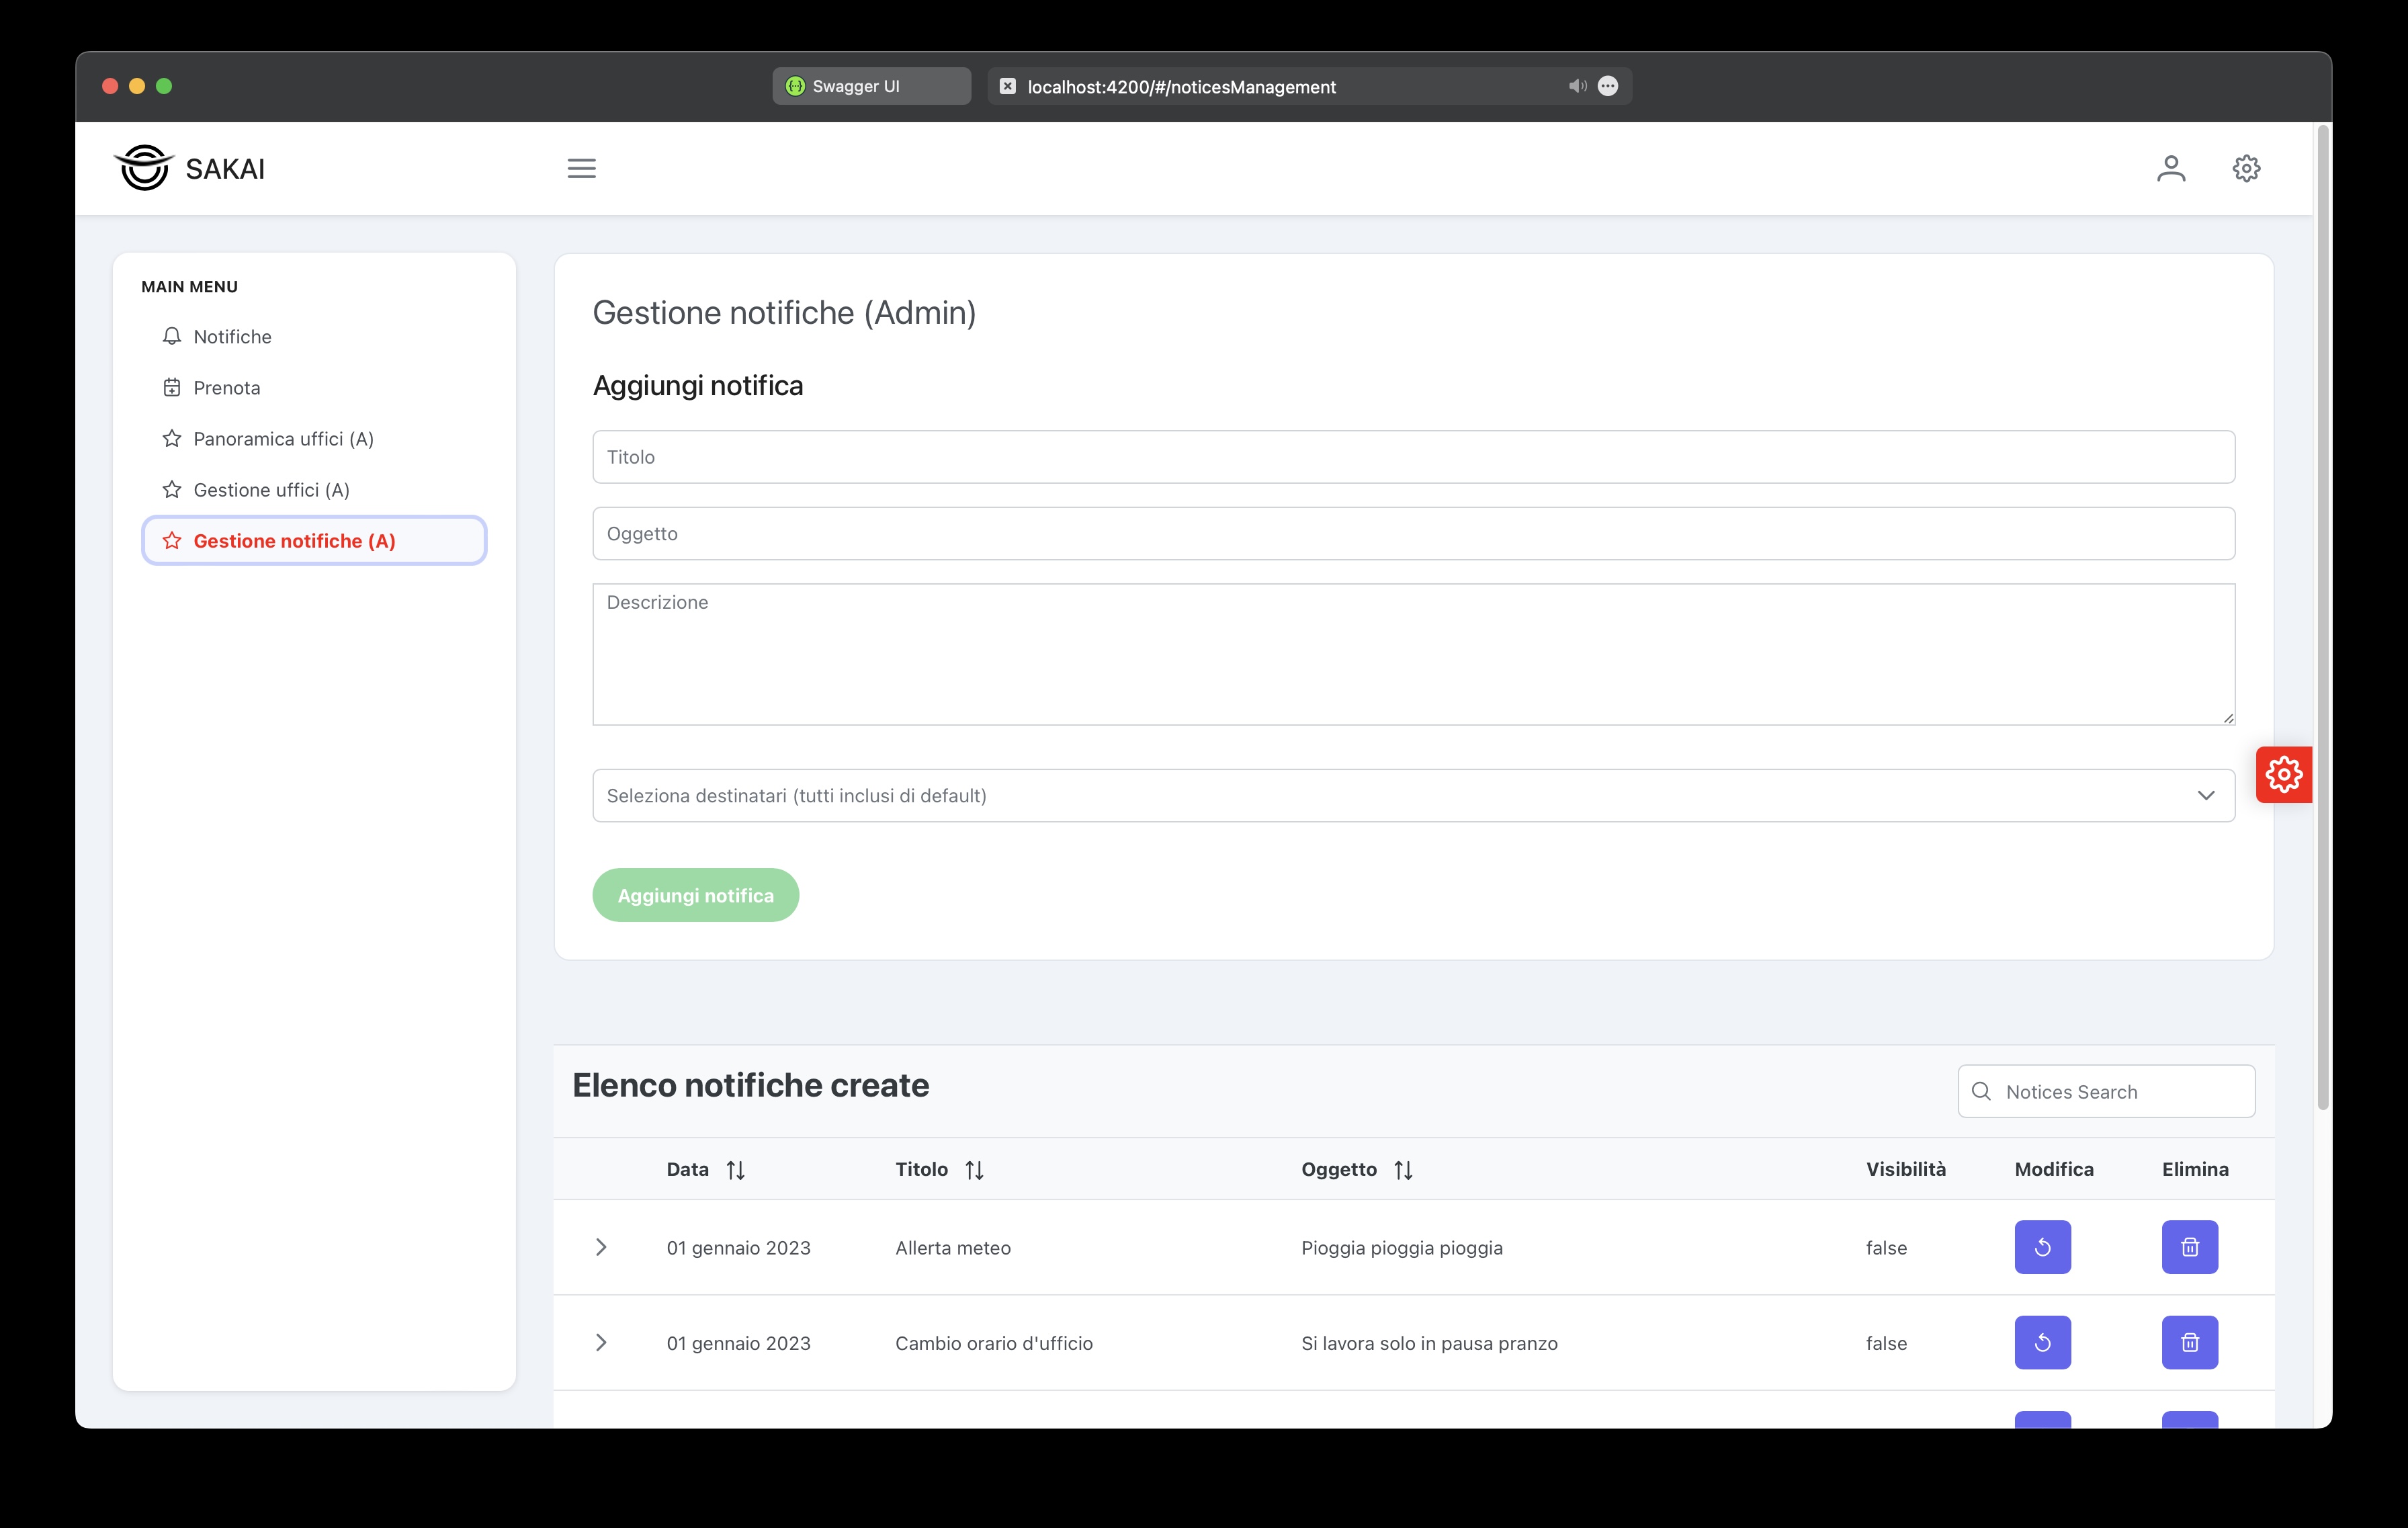 Swagger UI
localhost:4200/#/noticesManagement
SAKAI
MAIN MENU
Notifiche
Prenota
Panoramica uffici (A)
Gestione uffici (A)
Gestione notifiche (A)
Gestione notifiche (Admin)
Aggiungi notifica
Titolo
Oggetto
Descrizione
Seleziona destinatari (tutti inclusi di default)
Aggiungi notifica
Elenco notifiche create
Notices Search
Data Titolo Oggetto Visibilità Modifica Elimina
01 gennaio 2023 Allerta meteo Pioggia pioggia pioggia false
01 gennaio 2023 Cambio orario d'ufficio Si lavora solo in pausa pranzo false